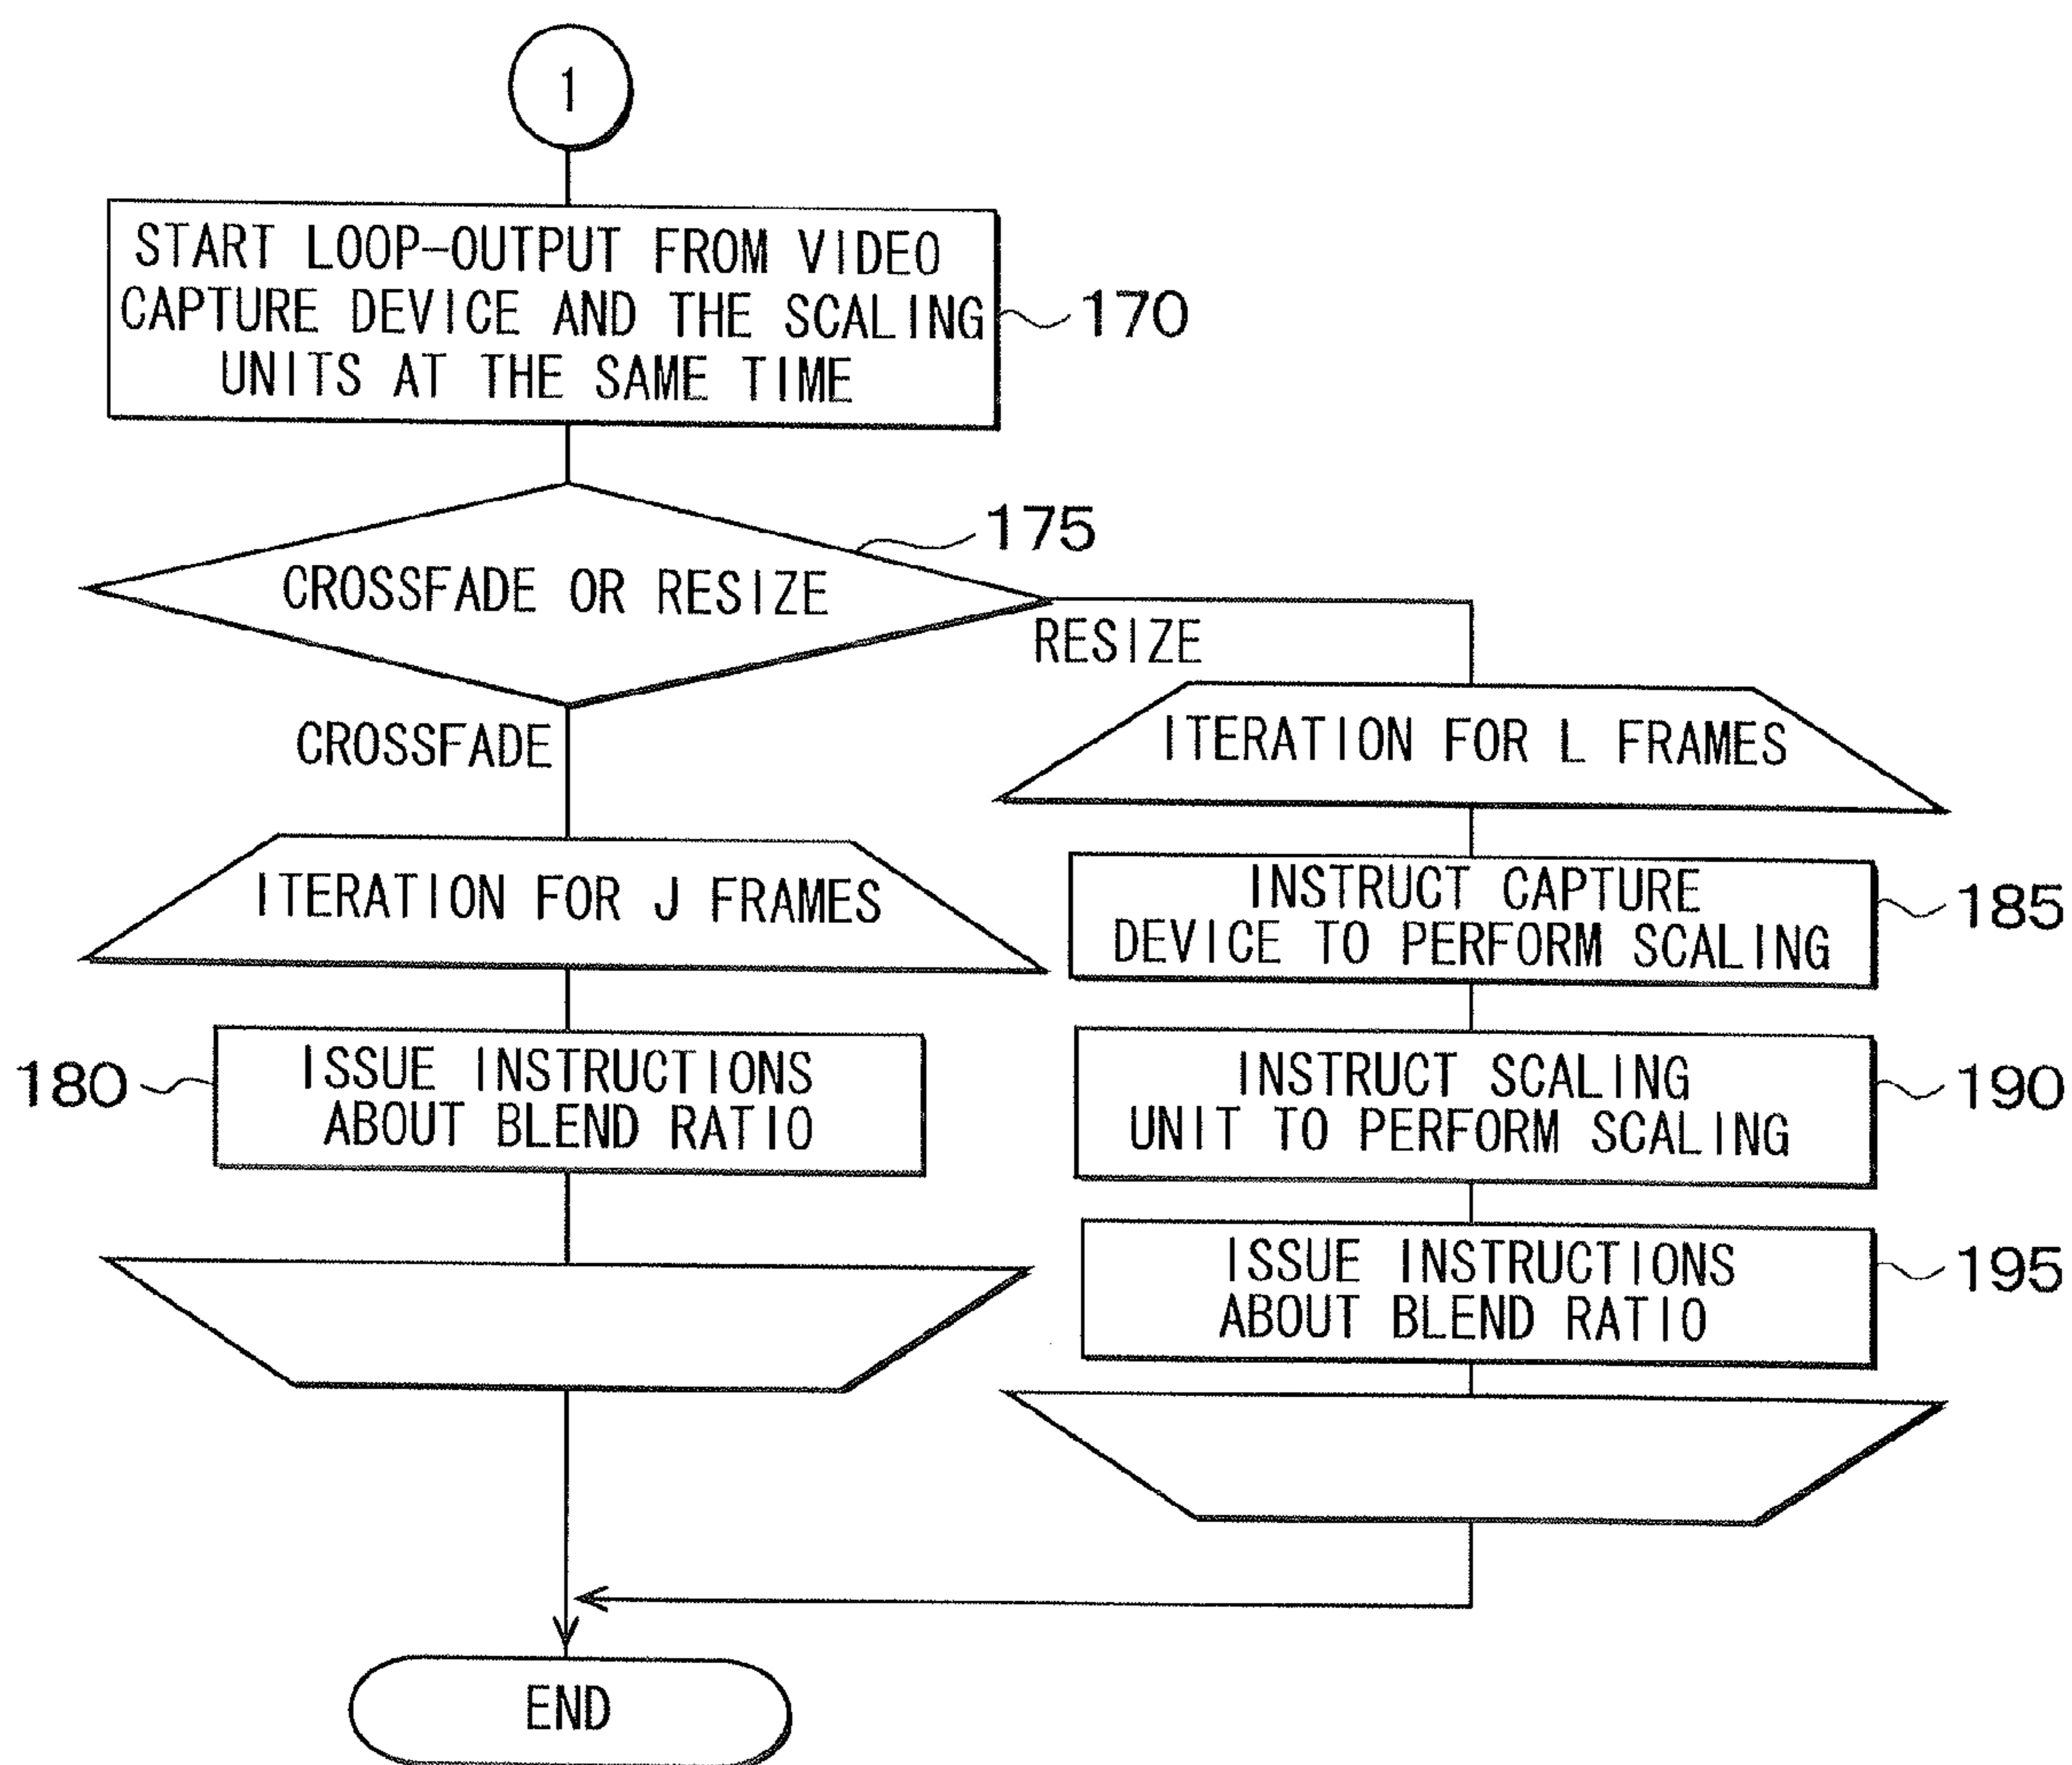 1
START LOOP-OUTPUT FROM VIDEO
CAPTURE DEVICE AND THE SCALING
UNITS AT THE SAME TIME
170
175
CROSSFADE OR RESIZE
RESIZE
CROSSFADE
ITERATION FOR J FRAMES
180
ISSUE INSTRUCTIONS
ABOUT BLEND RATIO
ITERATION FOR L FRAMES
INSTRUCT CAPTURE
DEVICE TO PERFORM SCALING
185
INSTRUCT SCALING
UNIT TO PERFORM SCALING
190
ISSUE INSTRUCTIONS
ABOUT BLEND RATIO
195
END